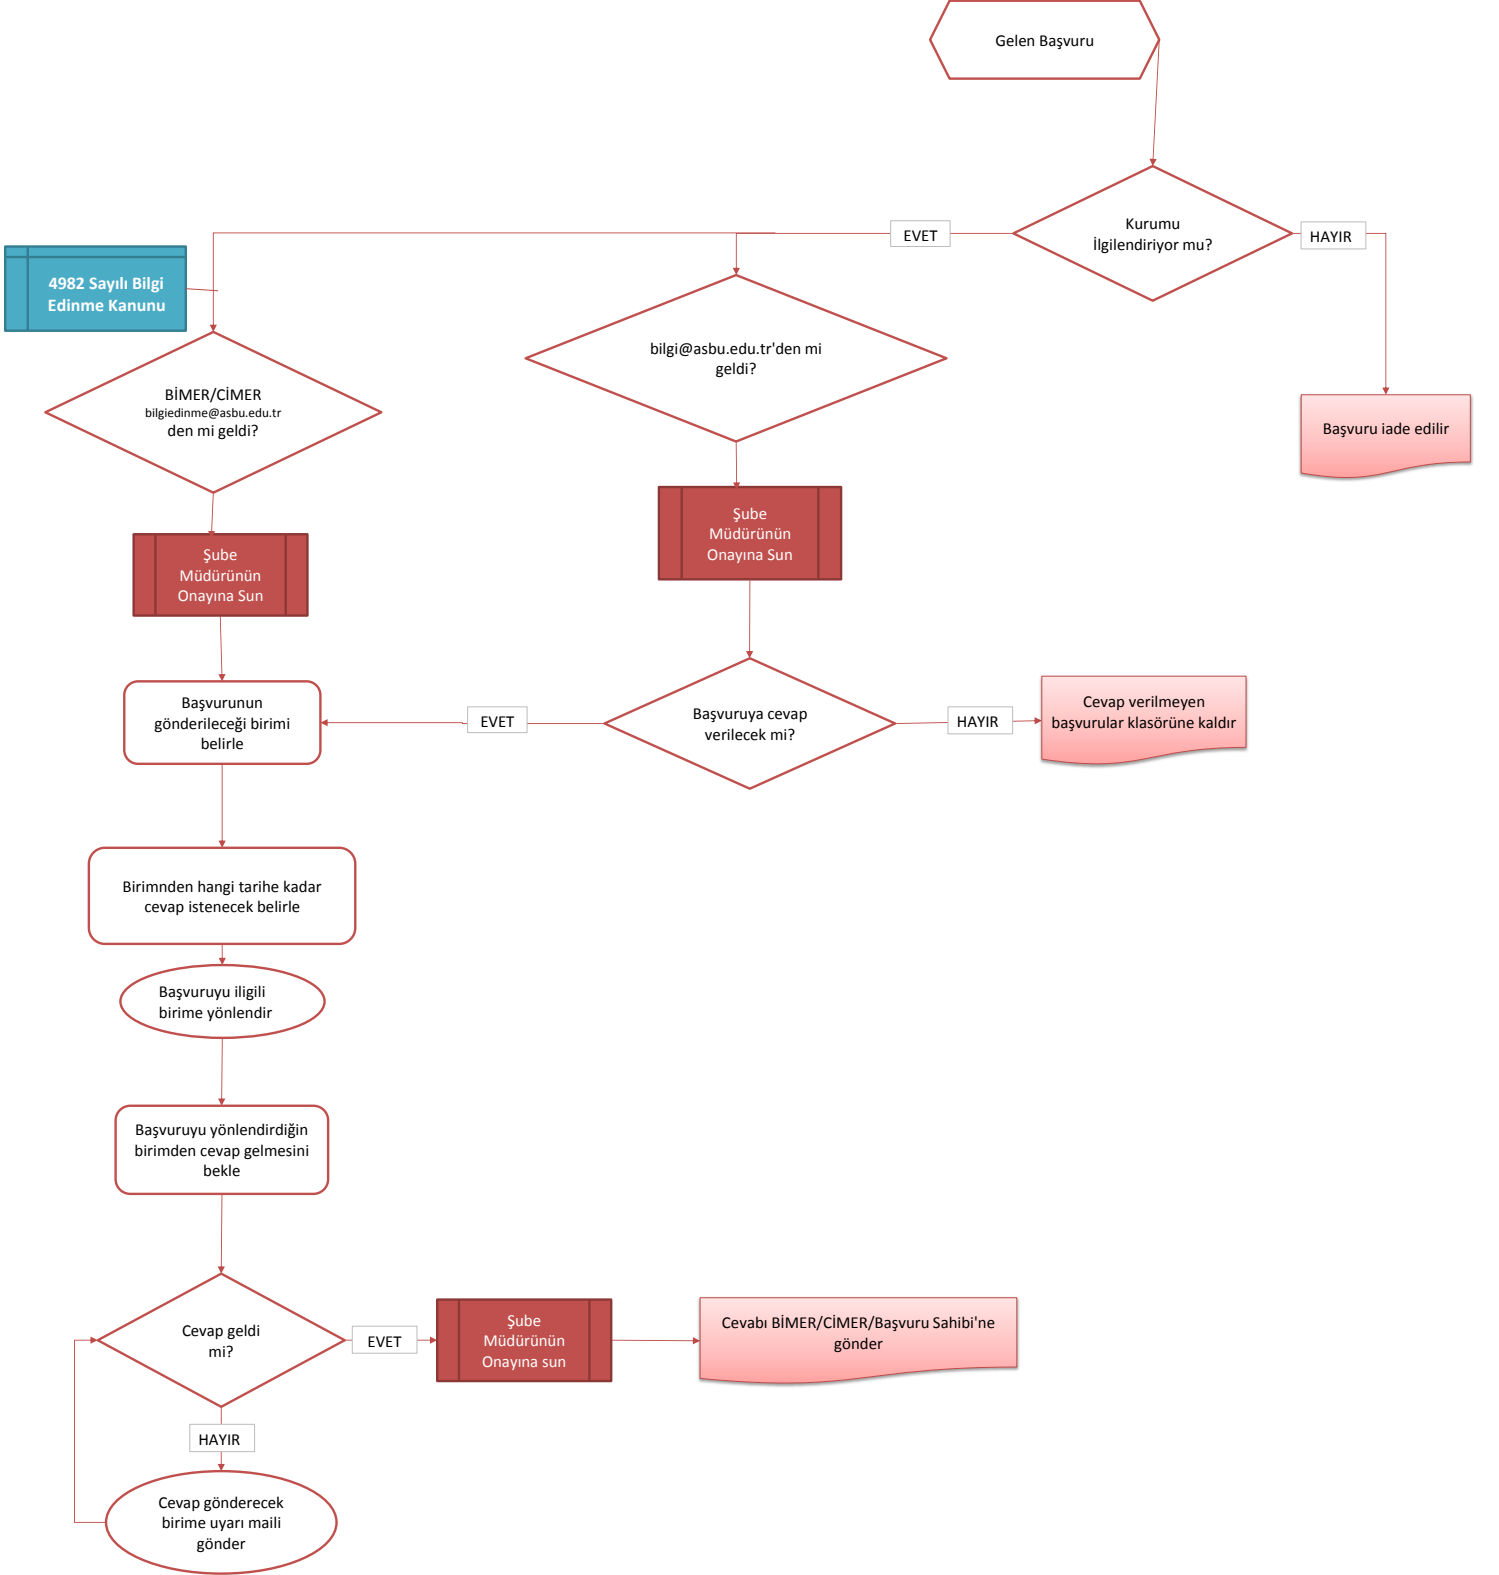 Gelen Başvuru
Kurumu
İlgilendiriyor mu?
EVET
HAYIR
4982 Sayılı Bilgi
Edinme Kanunu
bilgi@asbu.edu.tr'den mi
geldi?
BİMER/CİMER
bilgiedinme@asbu.edu.tr
den mi geldi?
Başvuru iade edilir
Şube
Müdürünün
Onayına Sun
Şube
Müdürünün
Onayına Sun
Başvurunun
gönderileceği birimi
belirle
EVET
Başvuruya cevap
verilecek mi?
HAYIR
Cevap verilmeyen
başvurular klasörüne kaldır
Birimnden hangi tarihe kadar
cevap istenecek belirle
Başvuruyu iligili
birime yönlendir
Başvuruyu yönlendirdiğin
birimden cevap gelmesini
bekle
Cevap geldi
mi?
EVET
Şube
Müdürünün
Onayına sun
Cevabı BİMER/CİMER/Başvuru Sahibi'ne
gönder
HAYIR
Cevap gönderecek
birime uyarı maili
gönder